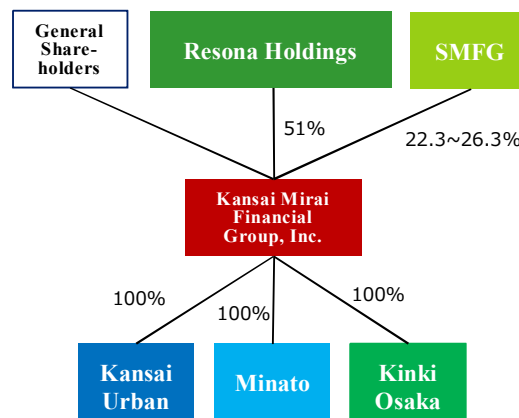 General
Share-
holders
Resona Holdings
SMFG
51%
22.3~26.3%
Kansai Mirai
Financial
Group, Inc.
100%
100%
100%
Kansai
Urban
Minato
Kinki
Osaka